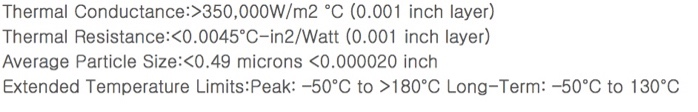 Thermal Conductance:>350,000W/m2 °C (0.001 inch layer)
Thermal Resistance:<0.0045°C-in2/Watt (0.001 inch layer)
Average Particle Size:<0.49 microns <0.000020 inch
Extended Temperature Limits:Peak: -50°C to >180°C Long-Term: -50°C to 130°C